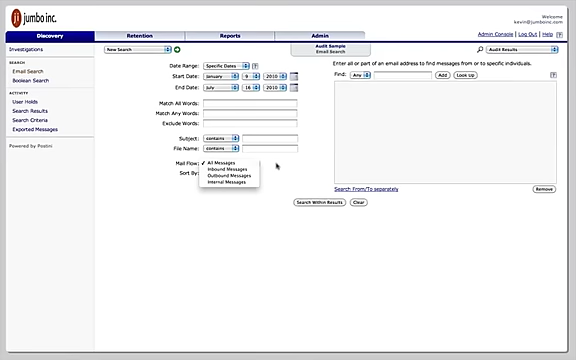 jumbo inc.
Welcome
kevin@jumboinc.com
Discovery
Retention
Reports
Admin
Admin Console | Log Out | Help
Investigations
New Search
Audit Sample
Email Search
Audit Results
SEARCH
Email Search
Boolean Search
ACTIVITY
User Holds
Search Results
Search Criteria
Exported Messages
Powered by Postini
Date Range: Specific Dates ?
Start Date: January 9 2010
End Date: July 16 2010
Match All Words:
Match Any Words:
Exclude Words:
Subject: contains
File Name: contains
Mail Flow: ✓ All Messages
Inbound Messages
Outbound Messages
Internal Messages
Sort By:
Enter all or part of an email address to find messages from or to specific individuals.
Find: Any Add Look Up ?
Search From/To separately
Remove
Search Within Results Clear